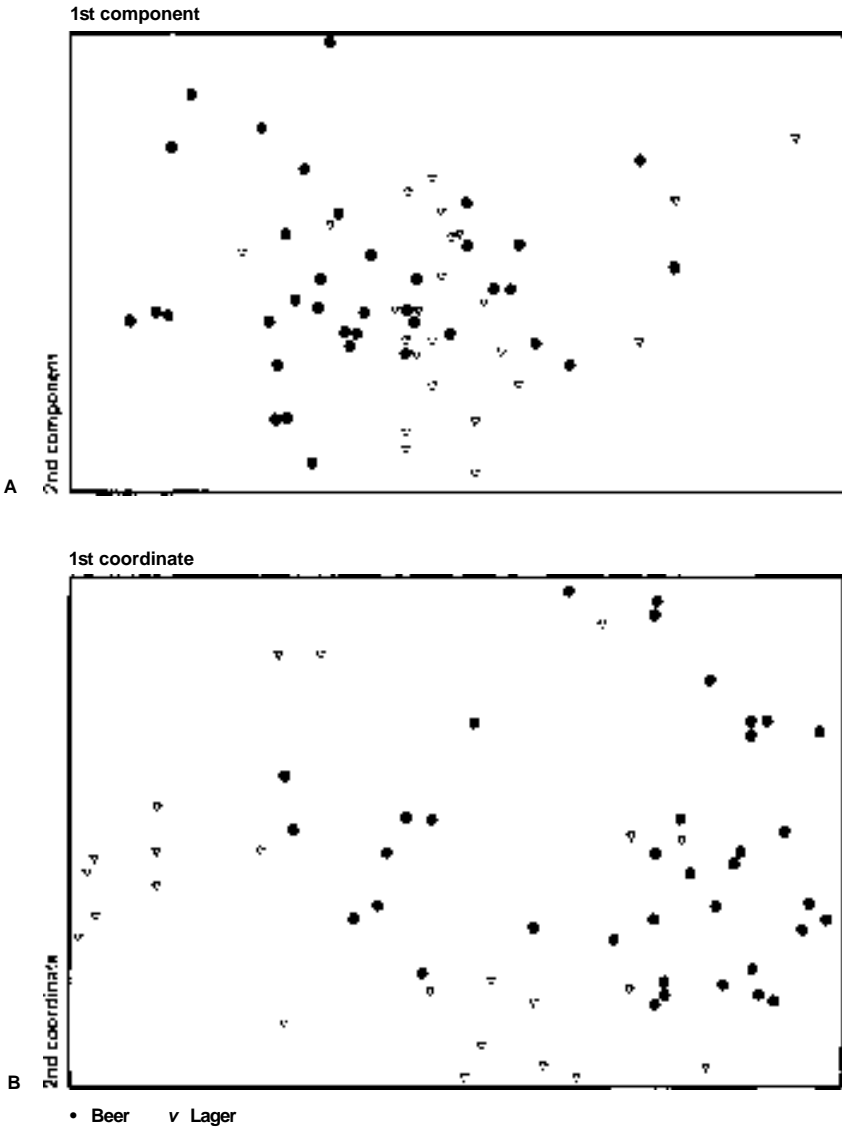 1st component
2nd component
A
1st coordinate
2nd coordinate
B
• Beer v Lager